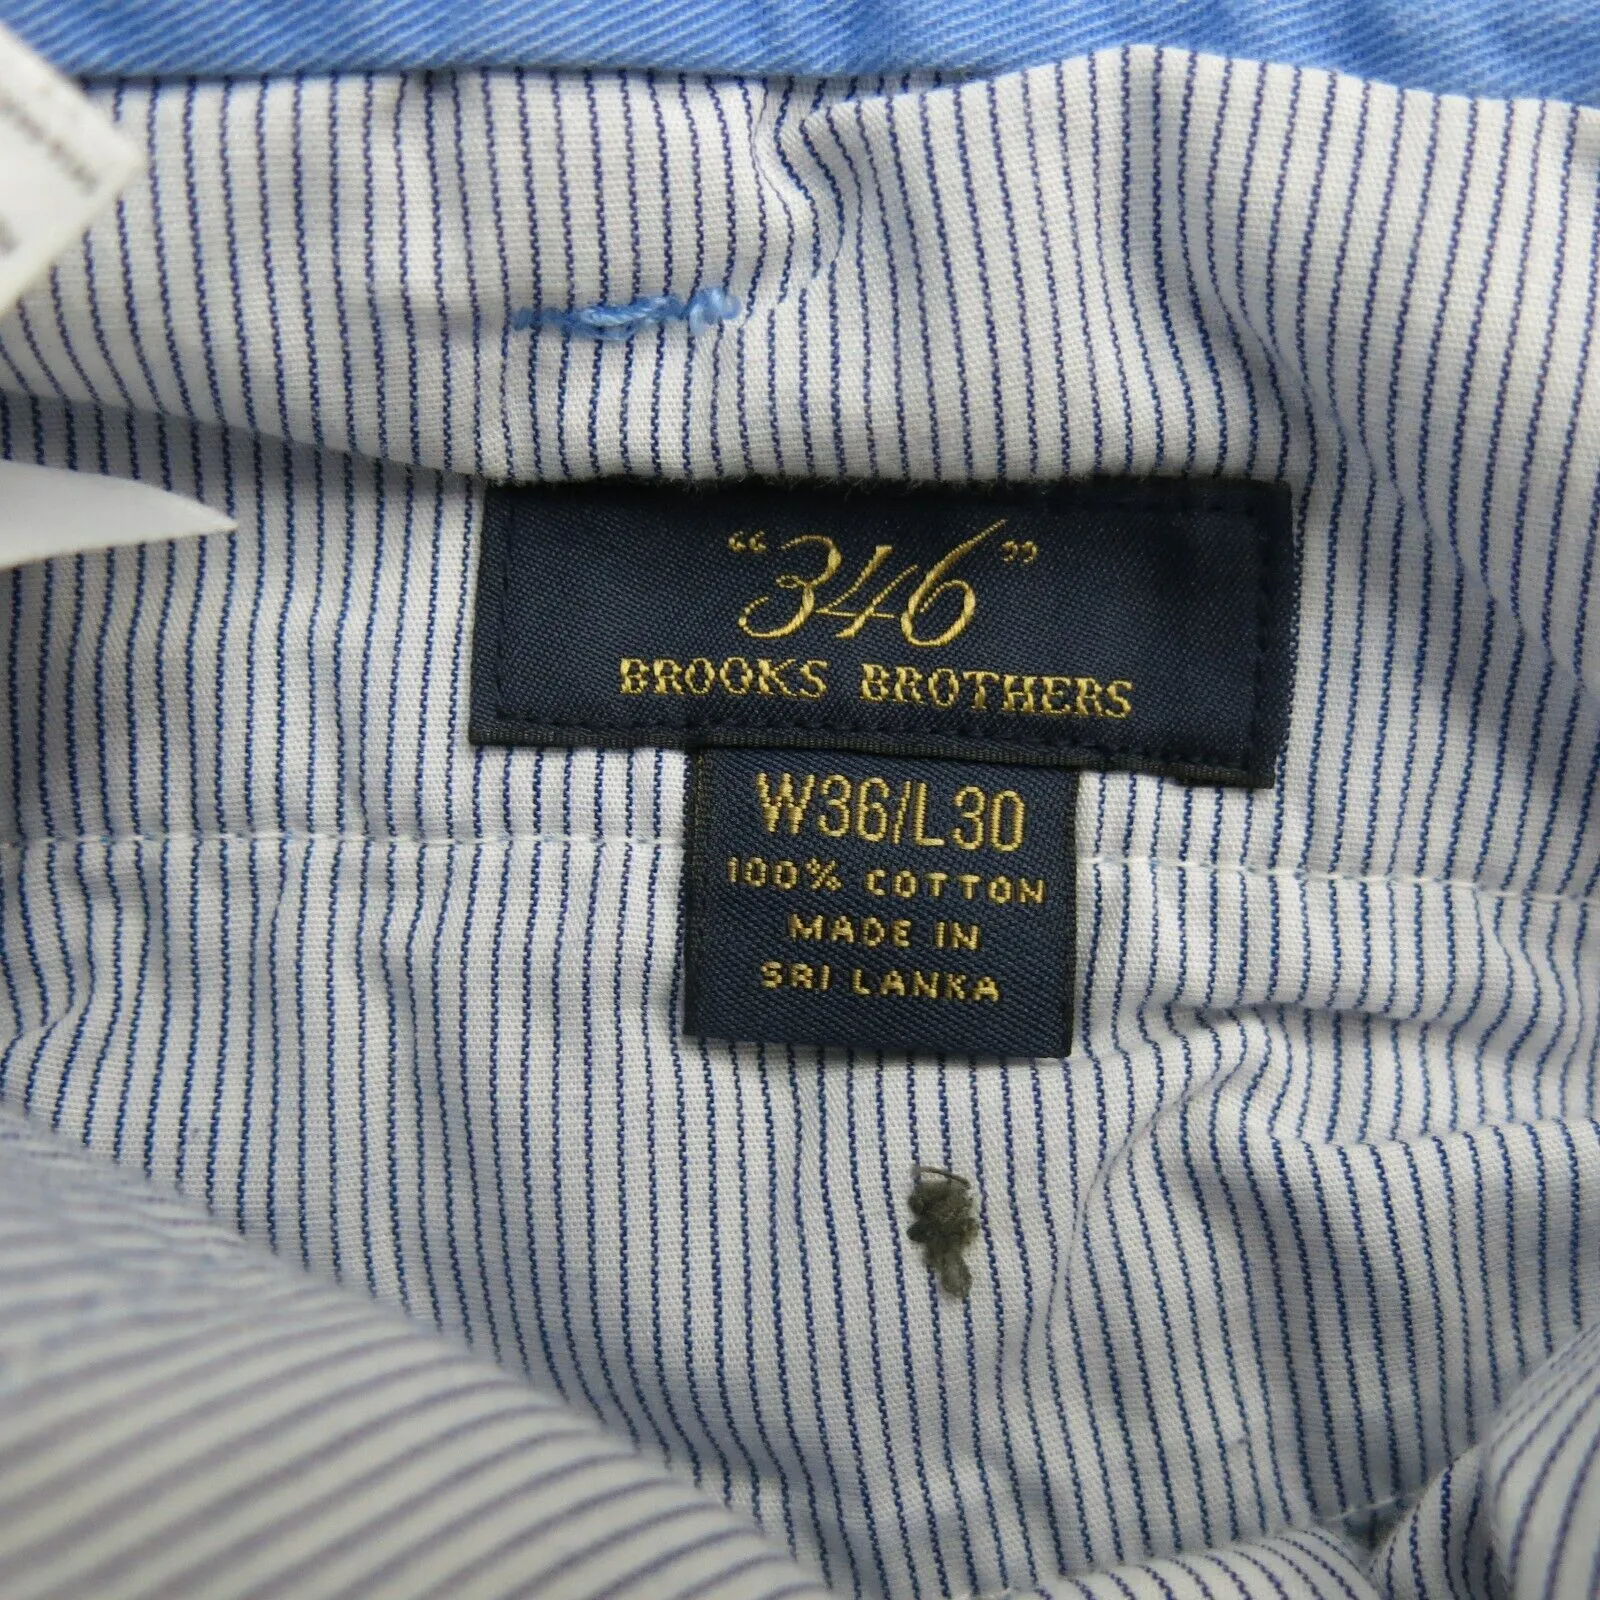 “346”
BROOKS BROTHERS
W36/L30
100% COTTON
MADE IN
SRI LANKA